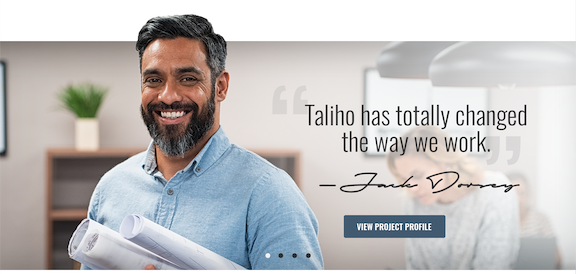 “
Taliho has totally changed
the way we work.
”
– Jack Dorsey
VIEW PROJECT PROFILE